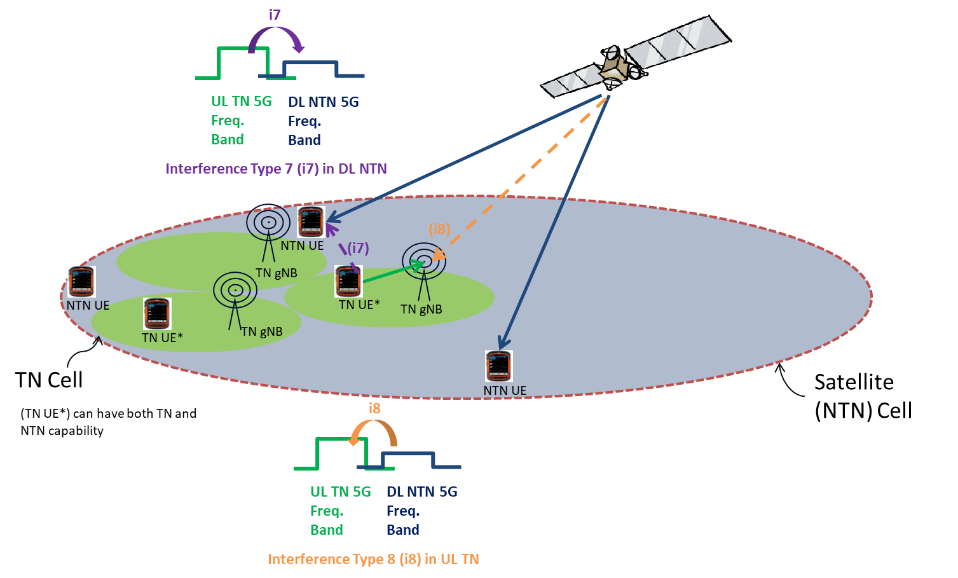 i7
UL TN 5G
Freq.
Band
DL NTN 5G
Freq.
Band
Interference Type 7 (i7) in DL NTN
NTN UE
(i8)
(i7)
TN gNB
NTN UE
TN UE*
TN gNB
TN gNB
TN UE*
TN Cell
NTN UE
Satellite
(NTN) Cell
(TN UE*) can have both TN and
NTN capability
i8
UL TN 5G
Freq.
Band
DL NTN 5G
Freq.
Band
Interference Type 8 (i8) in UL TN